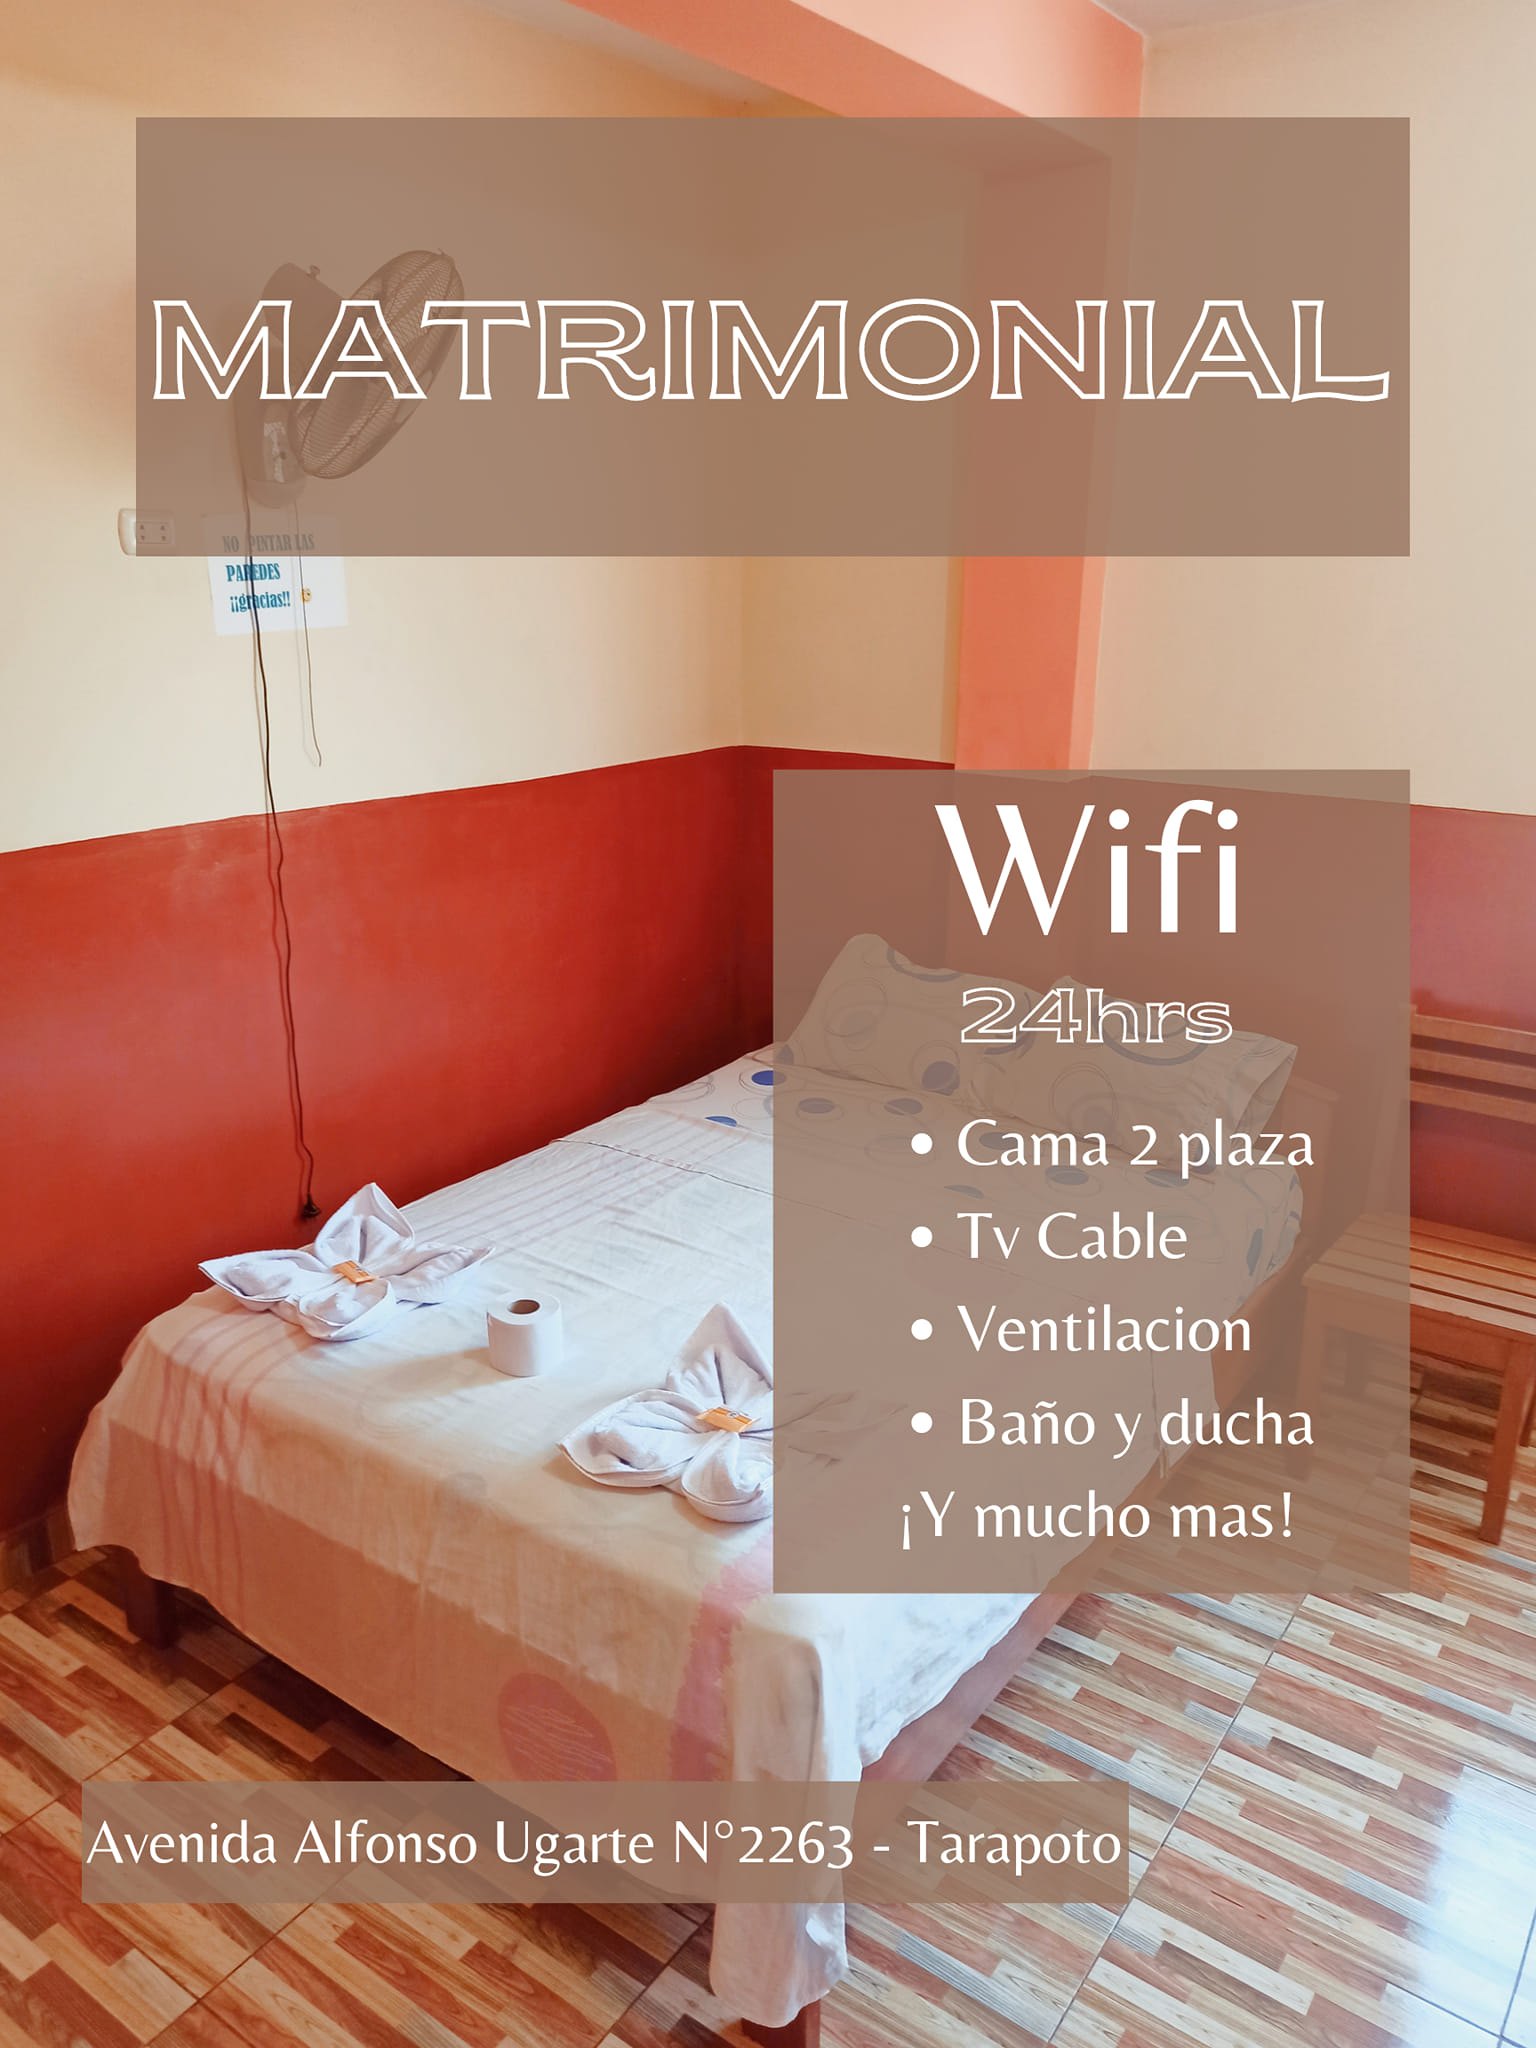 MATRIMONIAL
NO PINTAR LAS
PAREDES
¡¡gracias!!
Wifi
24hrs
• Cama 2 plaza
• Tv Cable
• Ventilacion
• Baño y ducha
¡Y mucho mas!
Avenida Alfonso Ugarte N°2263 - Tarapoto